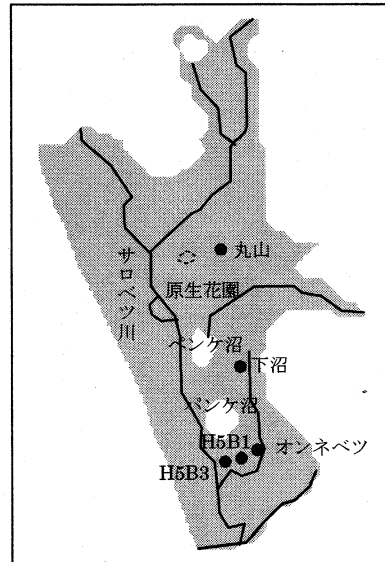 丸山
サロベツ川
原生花園
ペンケ沼
下沼
パンケ沼
H5B1
オンネベツ
H5B3